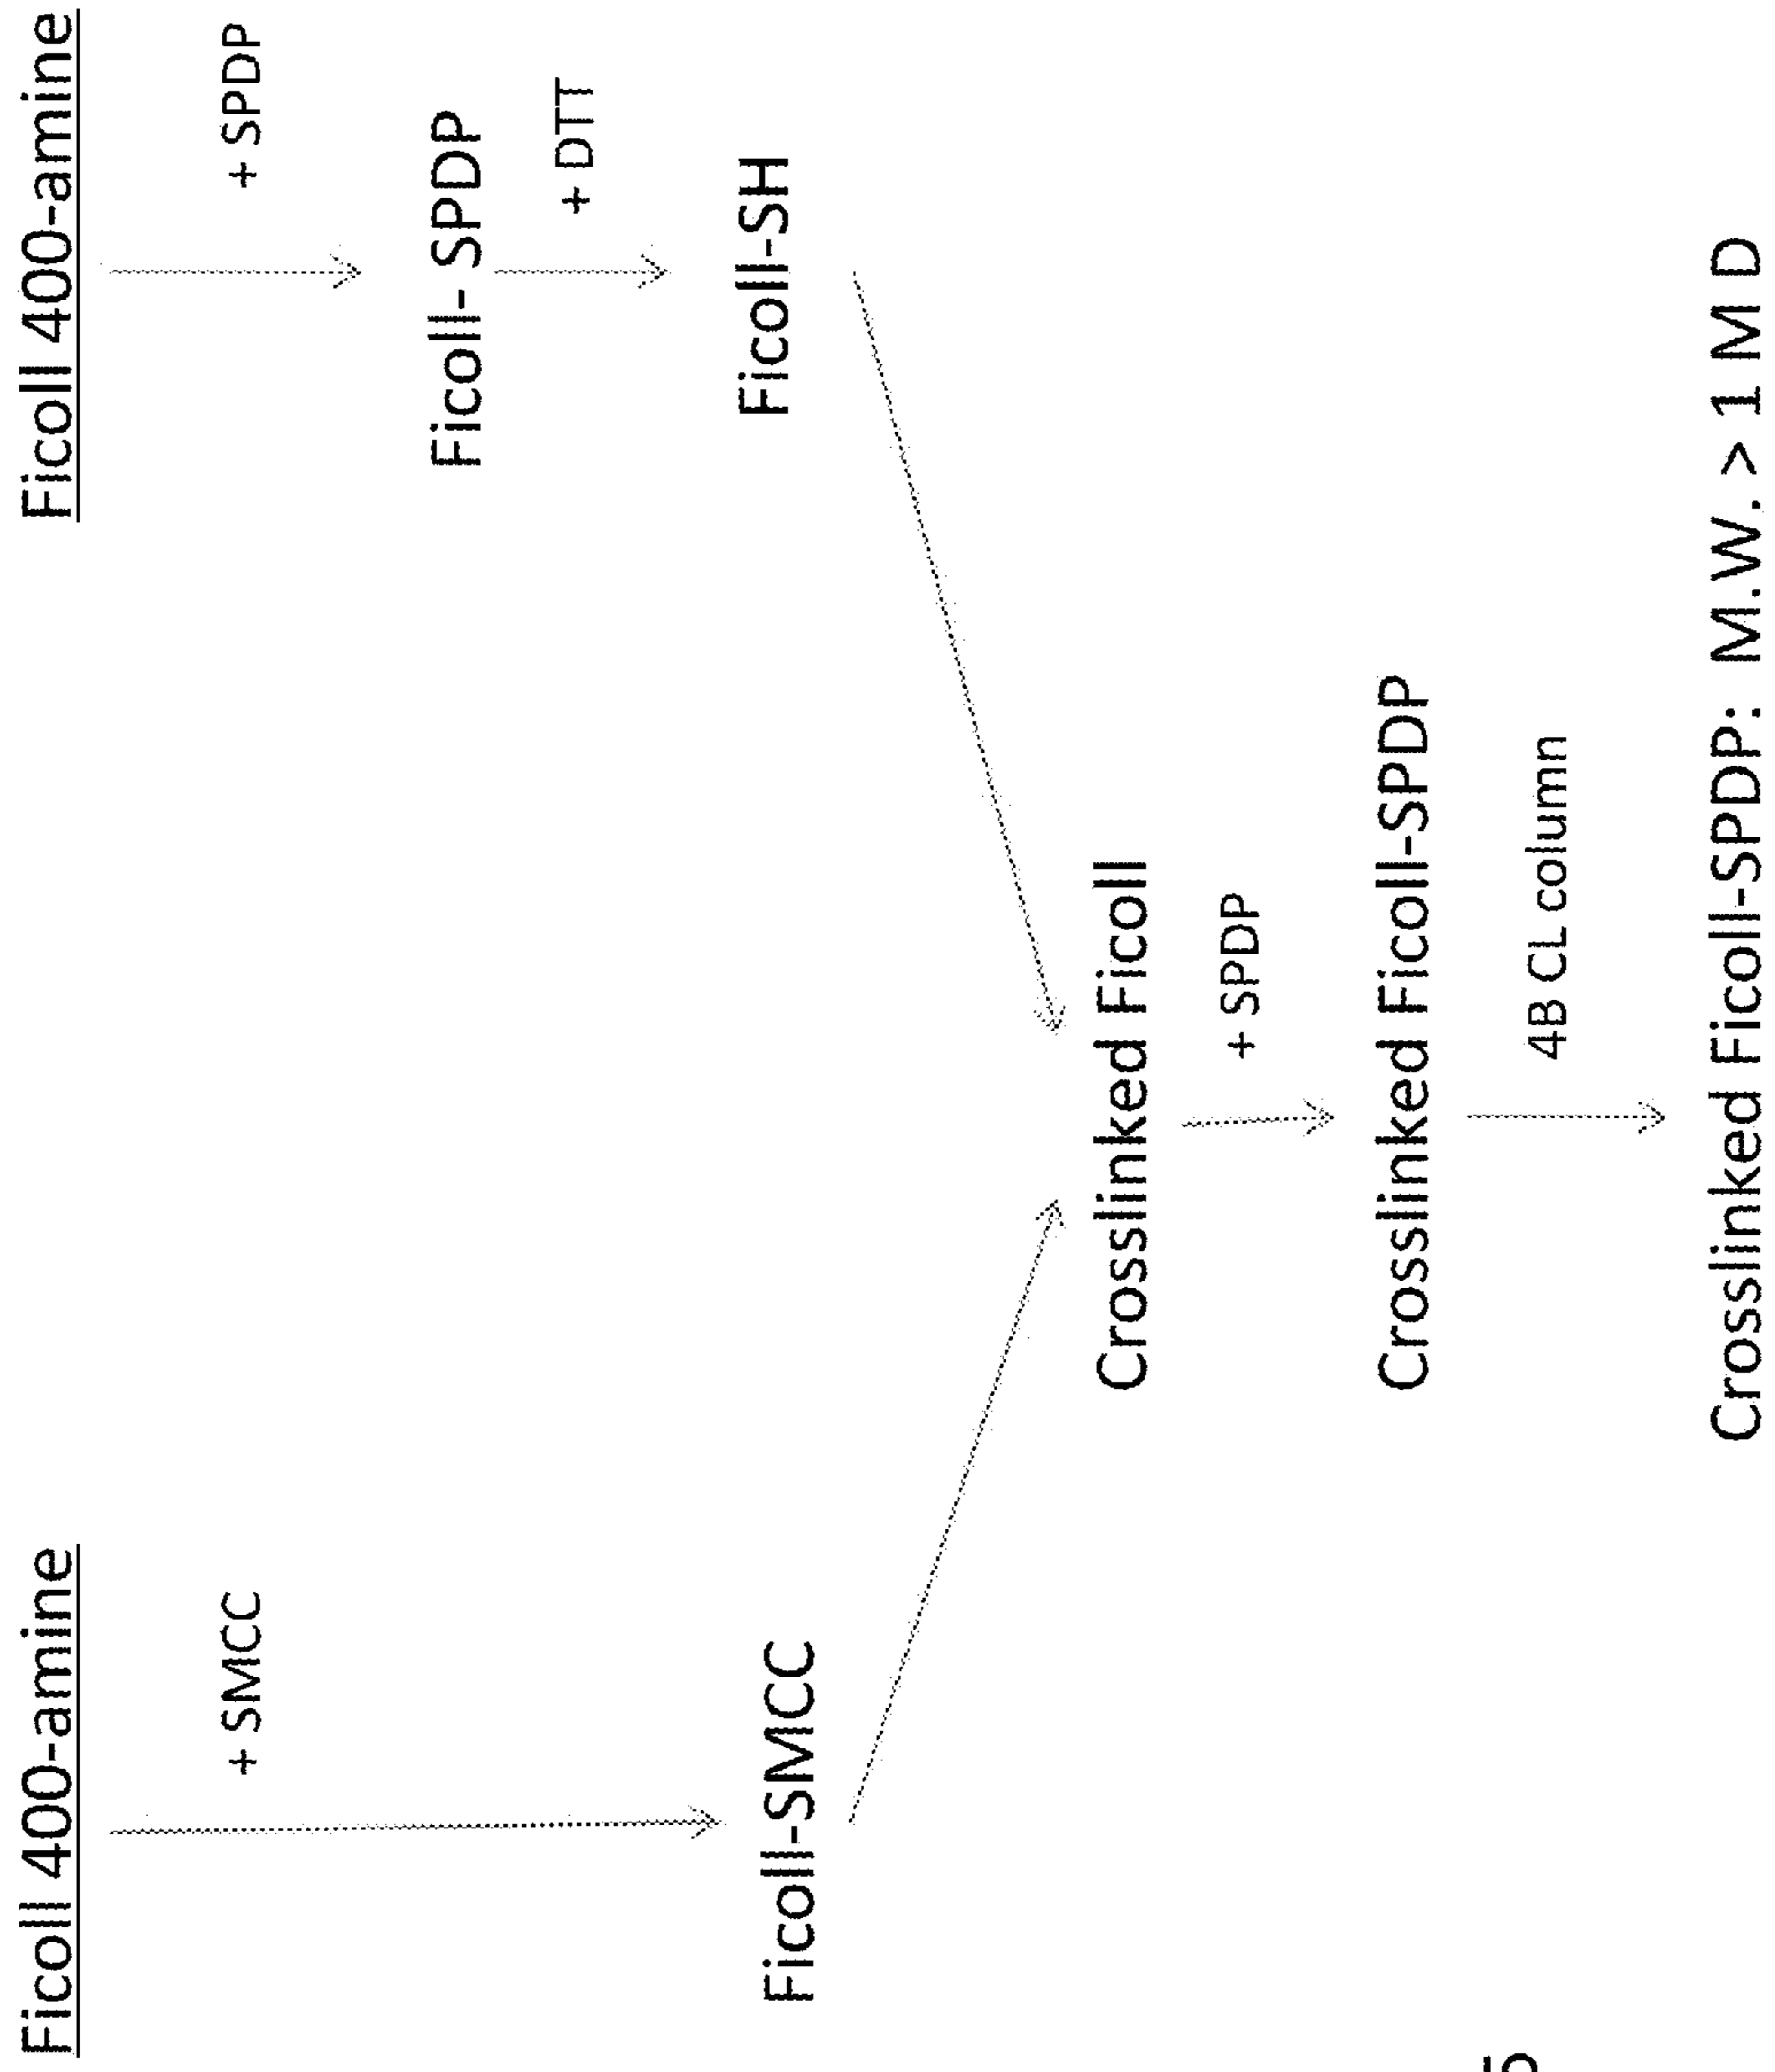 Ficoll 400-amine
Ficoll 400-amine
+ SMCC
+ SPDP
Ficoll- SPDP
+ DTT
Ficoll-SMCC
Ficoll-SH
Crosslinked Ficoll
+ SPDP
Crosslinked Ficoll-SPDP
4B CL column
Crosslinked Ficoll-SPDP: M.W. > 1 M D